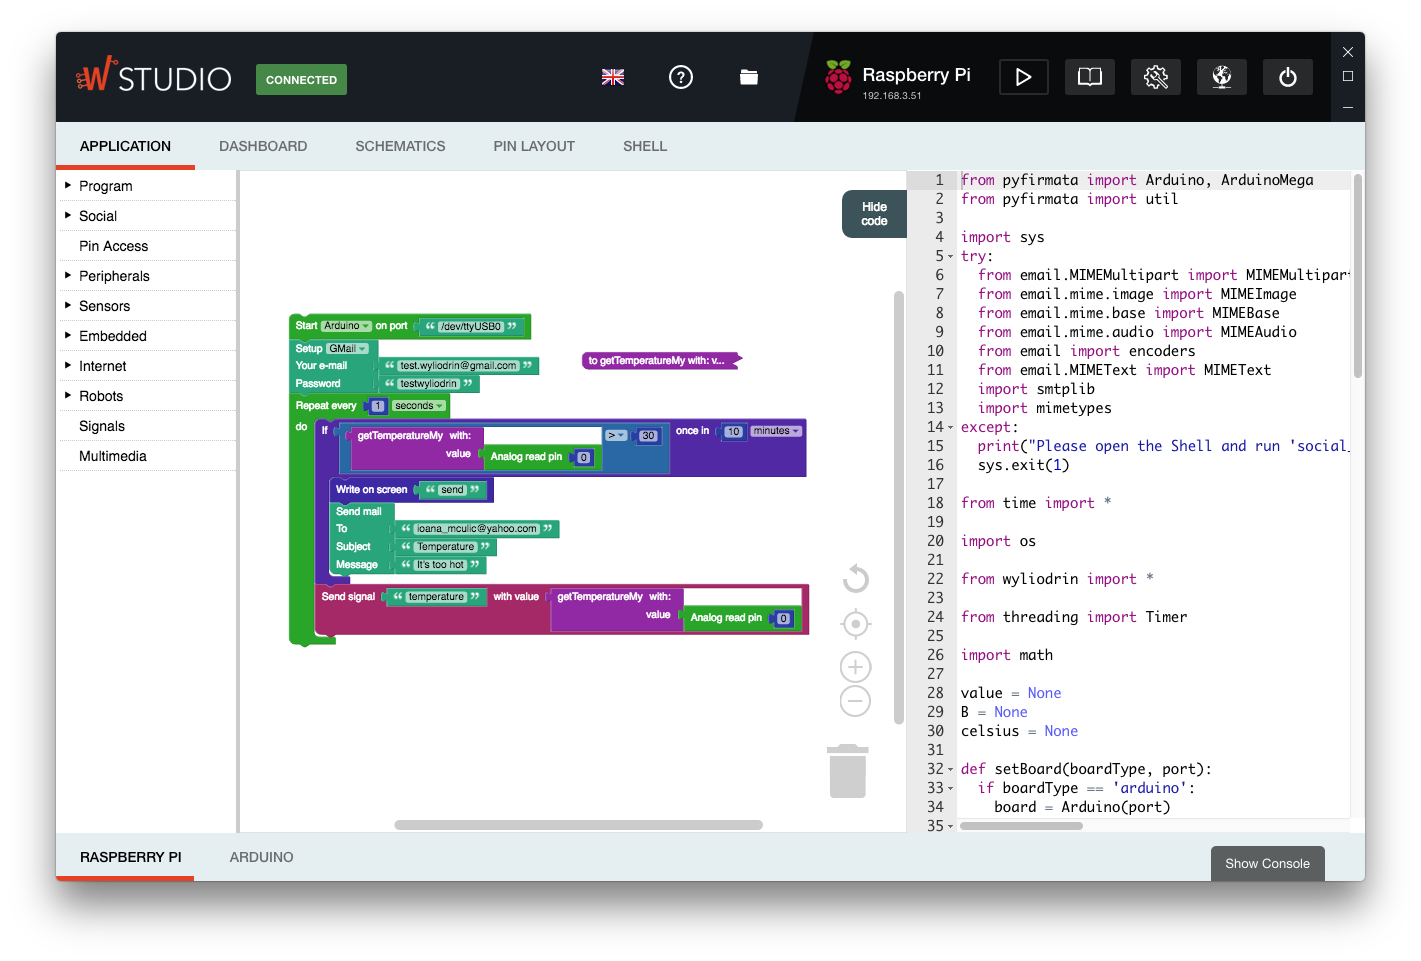 WSTUDIO
CONNECTED
Raspberry Pi
192.168.3.51
APPLICATION
DASHBOARD
SCHEMATICS
PIN LAYOUT
SHELL
Program
Social
Pin Access
Peripherals
Sensors
Embedded
Internet
Robots
Signals
Multimedia
Hide
code
Start Arduino on port “ /dev/ttyUSB0 ”
Setup GMail
Your e-mail “ test.wyliodrin@gmail.com ”
Password “ testwyliodrin ”
to getTemperatureMy with: v...
Repeat every 1 seconds
do if getTemperatureMy with: > 30 once in 10 minutes
value Analog read pin 0
Write on screen “ send ”
Send mail
To “ ioana_mculic@yahoo.com ”
Subject “ Temperature ”
Message “ It's too hot ”
Send signal “ temperature ” with value getTemperatureMy with:
value Analog read pin 0
1 from pyfirmata import Arduino, ArduinoMega
2 from pyfirmata import util
3
4 import sys
5 try:
6 from email.MIMEMultipart import MIMEMultipart
7 from email.mime.image import MIMEImage
8 from email.mime.base import MIMEBase
9 from email.mime.audio import MIMEAudio
10 from email import encoders
11 from email.MIMEText import MIMEText
12 import smtplib
13 import mimetypes
14 except:
15 print("Please open the Shell and run 'social_
16 sys.exit(1)
17
18 from time import *
19
20 import os
21
22 from wyliodrin import *
23
24 from threading import Timer
25
26 import math
27
28 value = None
29 B = None
30 celsius = None
31
32 def setBoard(boardType, port):
33 if boardType == 'arduino':
34 board = Arduino(port)
35
RASPBERRY PI
ARDUINO
Show Console